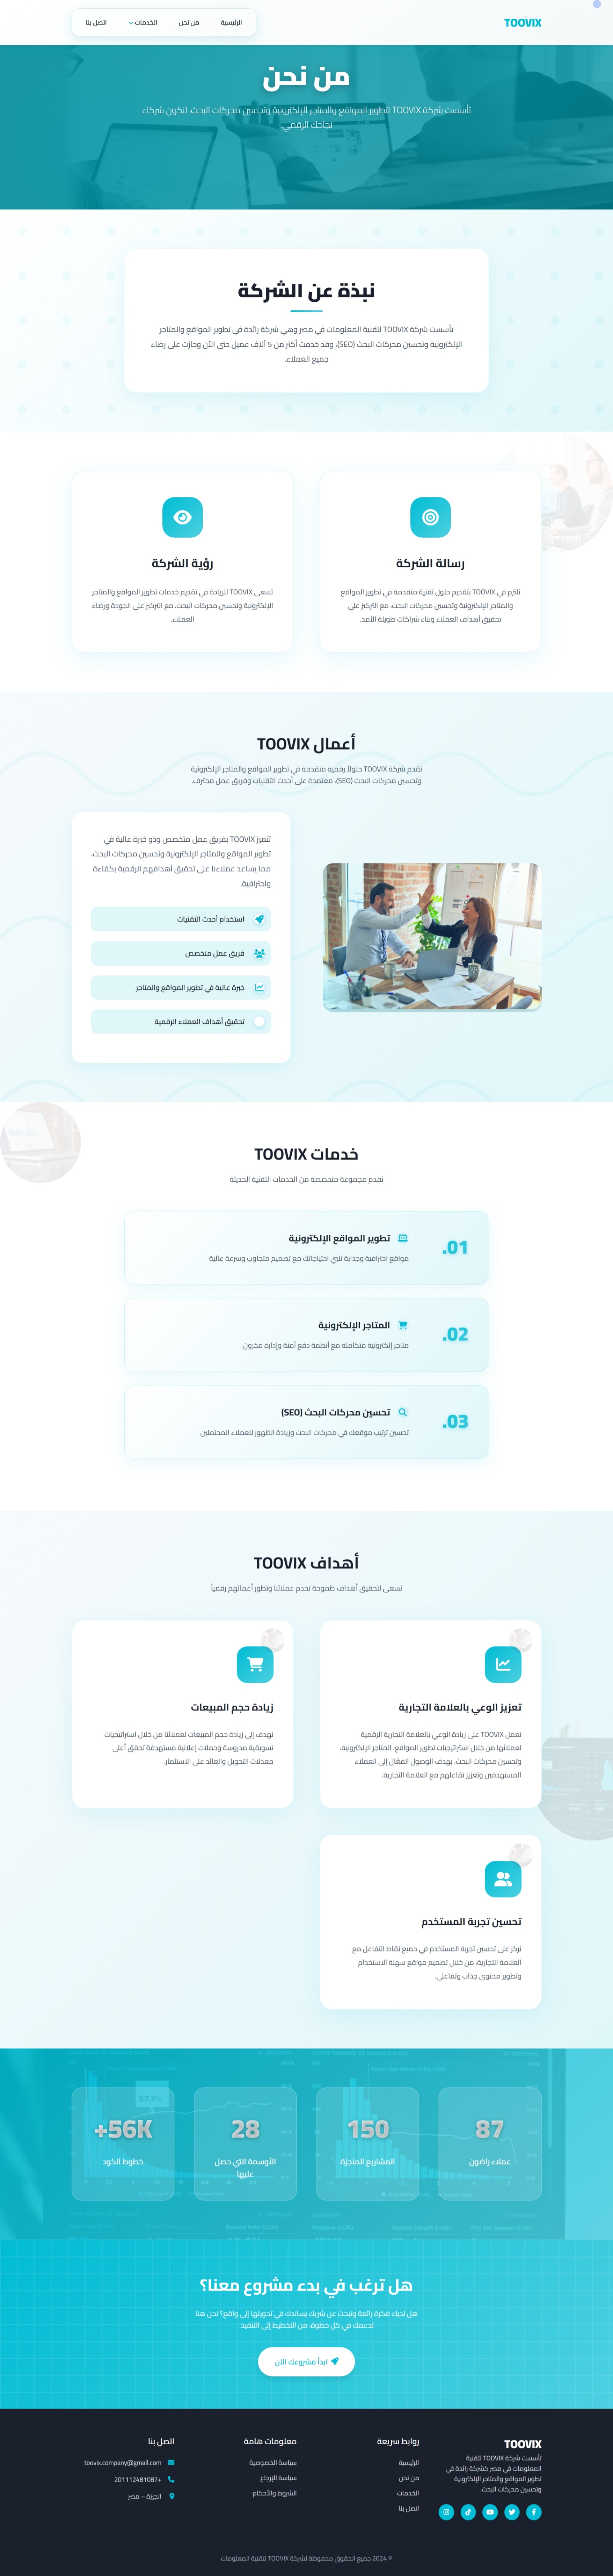 TOOVIX
الرئيسية
من نحن
الخدمات
اتصل بنا
من نحن
تأسست شركة TOOVIX لتطوير المواقع والمتاجر الإلكترونية وتحسين محركات البحث، لنكون شركاء
نجاحك الرقمي.
نبذة عن الشركة
تأسست شركة TOOVIX لتقنية المعلومات في مصر وهي شركة رائدة في تطوير المواقع والمتاجر
الإلكترونية وتحسين محركات البحث (SEO)، وقد خدمت أكثر من 5 آلاف عميل حتى الآن وحازت على رضاء
جميع العملاء.
رسالة الشركة
نلتزم في TOOVIX بتقديم حلول تقنية متقدمة في تطوير المواقع
والمتاجر الإلكترونية وتحسين محركات البحث، مع التركيز على
تحقيق أهداف العملاء وبناء شراكات طويلة الأمد.
رؤية الشركة
تسعى TOOVIX للريادة في تقديم خدمات تطوير المواقع والمتاجر
الإلكترونية وتحسين محركات البحث، مع التركيز على الجودة ورضاء
العملاء.
أعمال TOOVIX
تقدم شركة TOOVIX حلولاً رقمية متقدمة في تطوير المواقع والمتاجر الإلكترونية
وتحسين محركات البحث (SEO)، معتمدة على أحدث التقنيات وفريق عمل محترف.
تتميز TOOVIX بفريق عمل متخصص وذو خبرة عالية في
تطوير المواقع والمتاجر الإلكترونية وتحسين محركات البحث،
مما يساعد عملاءنا على تحقيق أهدافهم الرقمية بكفاءة
واحترافية.
استخدام أحدث التقنيات
فريق عمل متخصص
خبرة عالية في تطوير المواقع والمتاجر
تحقيق أهداف العملاء الرقمية
خدمات TOOVIX
نقدم مجموعة متخصصة من الخدمات التقنية الحديثة
01.
تطوير المواقع الإلكترونية
مواقع احترافية وجذابة تلبي احتياجاتك مع تصميم متجاوب وسرعة عالية
02.
المتاجر الإلكترونية
متاجر إلكترونية متكاملة مع أنظمة دفع آمنة وإدارة مخزون
03.
تحسين محركات البحث (SEO)
تحسين ترتيب موقعك في محركات البحث وزيادة الظهور للعملاء المحتملين
أهداف TOOVIX
نسعى لتحقيق أهداف طموحة تخدم عملائنا وتطور أعمالهم رقمياً
تعزيز الوعي بالعلامة التجارية
تعمل TOOVIX على زيادة الوعي بالعلامة التجارية الرقمية
لعملائها من خلال استراتيجيات تطوير المواقع، المتاجر الإلكترونية،
وتحسين محركات البحث، بهدف الوصول الفعّال إلى العملاء
المستهدفين وتعزيز تفاعلهم مع العلامة التجارية.
زيادة حجم المبيعات
نهدف إلى زيادة حجم المبيعات لعملائنا من خلال استراتيجيات
تسويقية مدروسة وحملات إعلانية مستهدفة تحقق أعلى
معدلات التحويل والعائد على الاستثمار.
تحسين تجربة المستخدم
نركز على تحسين تجربة المستخدم في جميع نقاط التفاعل مع
العلامة التجارية، من خلال تصميم مواقع سهلة الاستخدام
وتطوير محتوى جذاب وتفاعلي.
87
عملاء راضون
150
المشاريع المنجزة
28
الأوسمة التي حصل
عليها
+56K
خطوط الكود
هل ترغب في بدء مشروع معنا؟
هل لديك فكرة رائعة وتبحث عن شريك يساندك في تحويلها إلى واقع؟ نحن هنا
لدعمك في كل خطوة، من التخطيط إلى التنفيذ.
ابدأ مشروعك الآن
TOOVIX
تأسست شركة TOOVIX لتقنية
المعلومات في مصر كشركة رائدة في
تطوير المواقع والمتاجر الإلكترونية
وتحسين محركات البحث.
روابط سريعة
الرئيسية
من نحن
الخدمات
اتصل بنا
معلومات هامة
سياسة الخصوصية
سياسة الإرجاع
الشروط والأحكام
اتصل بنا
toovix.company@gmail.com
+201112481087
الجيزة – مصر
© 2024 جميع الحقوق محفوظة لشركة TOOVIX لتقنية المعلومات